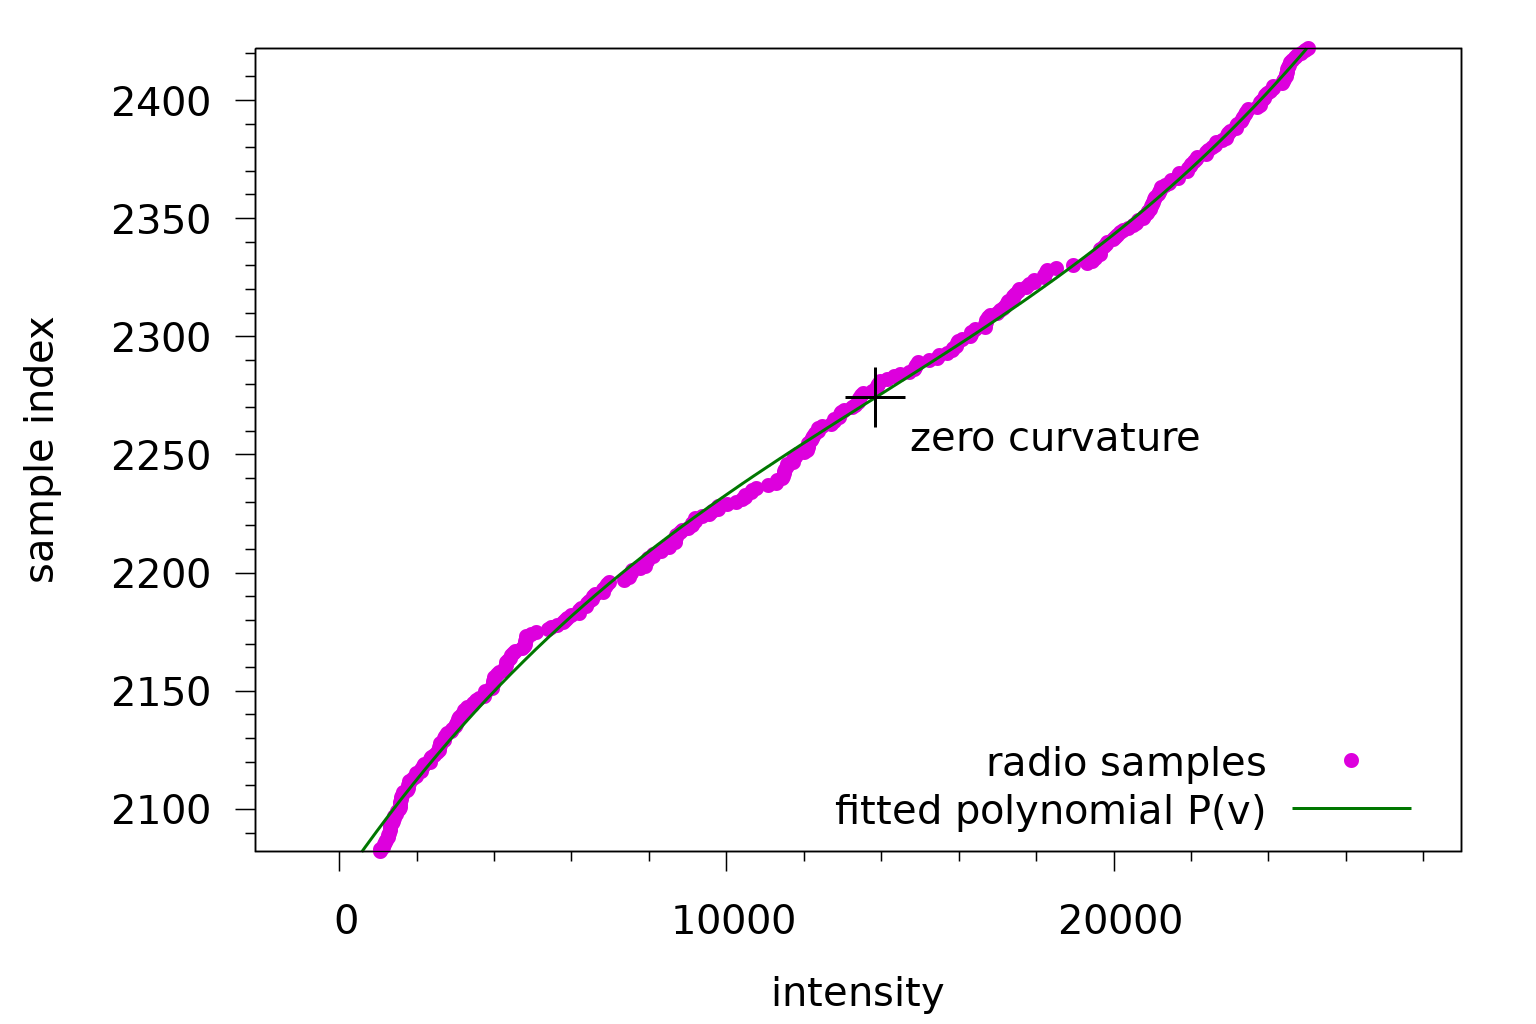 2400
2350
2300
2250
2200
2150
2100
sample index
zero curvature
radio samples
fitted polynomial P(v)
0 10000 20000
intensity